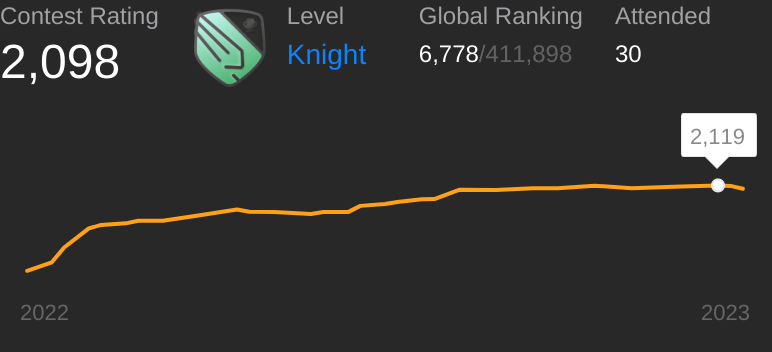 Contest Rating
2,098
Level
Knight
Global Ranking
6,778/411,898
Attended
30
2,119
2022
2023